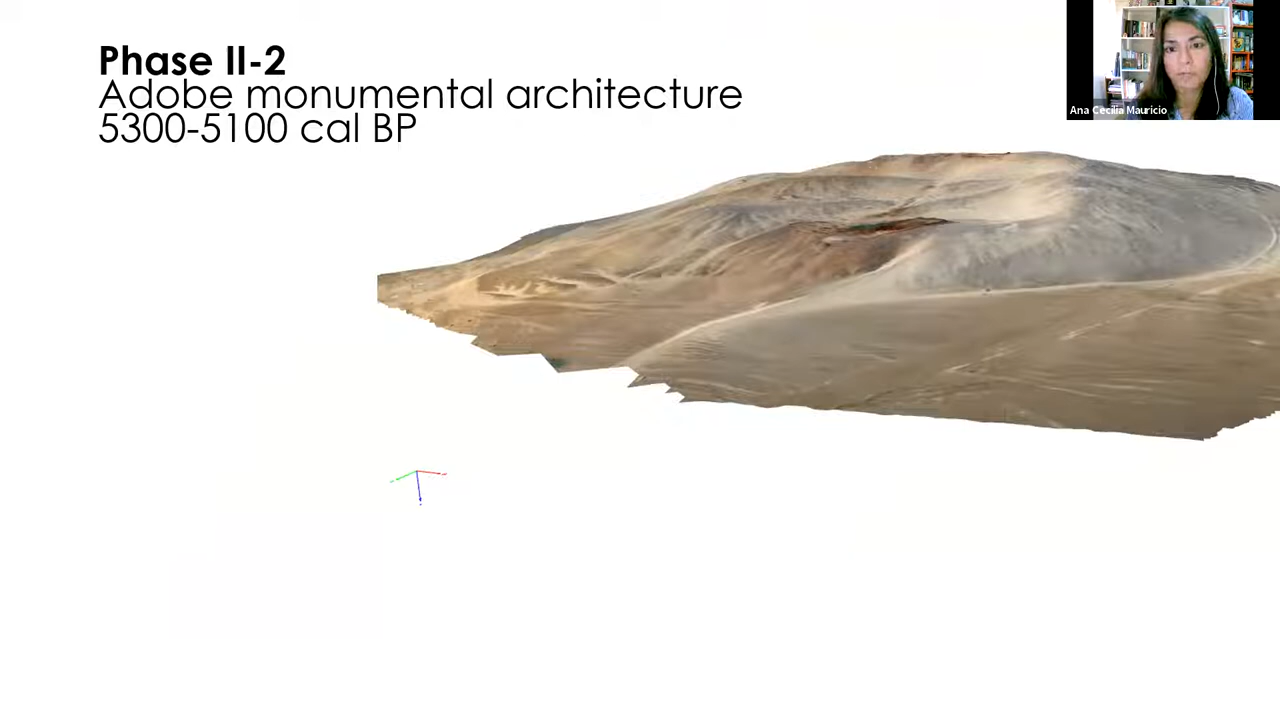 Phase II-2
Adobe monumental architecture
5300-5100 cal BP
Ana Cecilia Mauricio